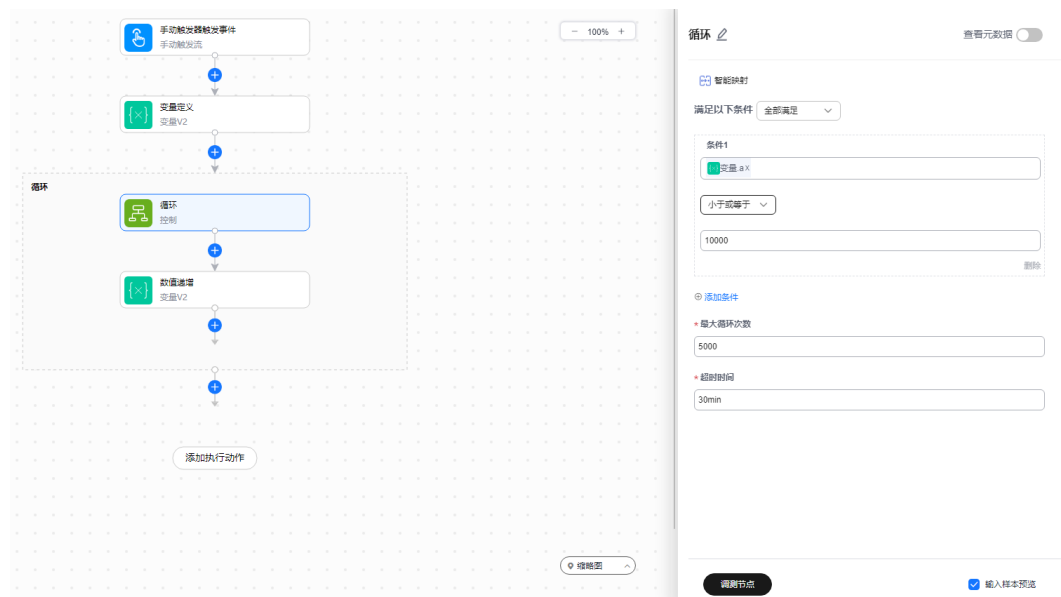 手动触发器触发事件
手动触发流
− 100% +
变量定义
变量V2
循环
循环
控制
数值递增
变量V2
添加执行动作
缩略图
循环
查看元数据
智能映射
满足以下条件 全部满足
条件1
变量.a×
小于或等于
10000
删除
添加条件
* 最大循环次数
5000
* 超时时间
30min
调测节点
输入样本预览